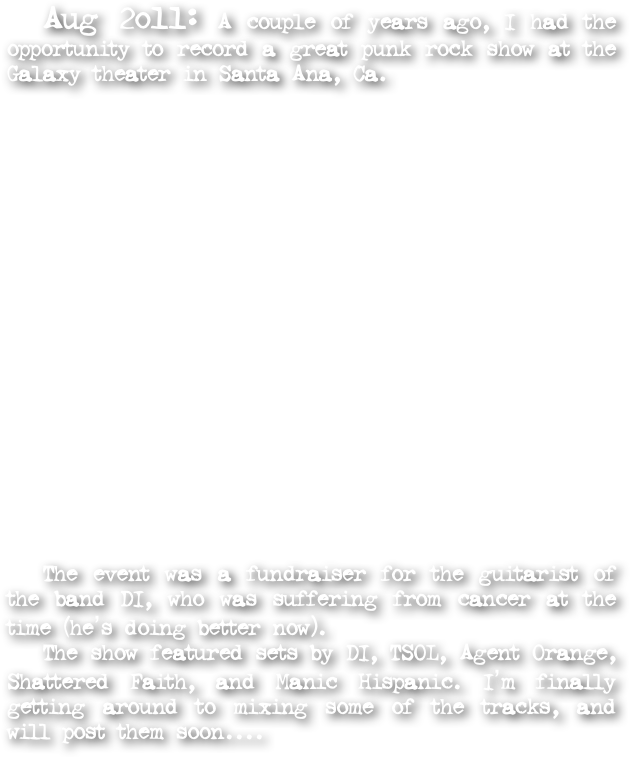 Aug 2011: A couple of years ago, I had the
opportunity to record a great punk rock show at the
Galaxy theater in Santa Ana, Ca.
The event was a fundraiser for the guitarist of
the band DI, who was suffering from cancer at the
time (he's doing better now).
The show featured sets by DI, TSOL, Agent Orange,
Shattered Faith, and Manic Hispanic. I'm finally
getting around to mixing some of the tracks, and
will post them soon....